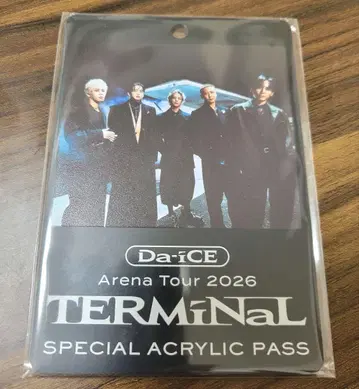 Da-iCE
Arena Tour 2026
TERMiNaL
SPECIAL ACRYLIC PASS